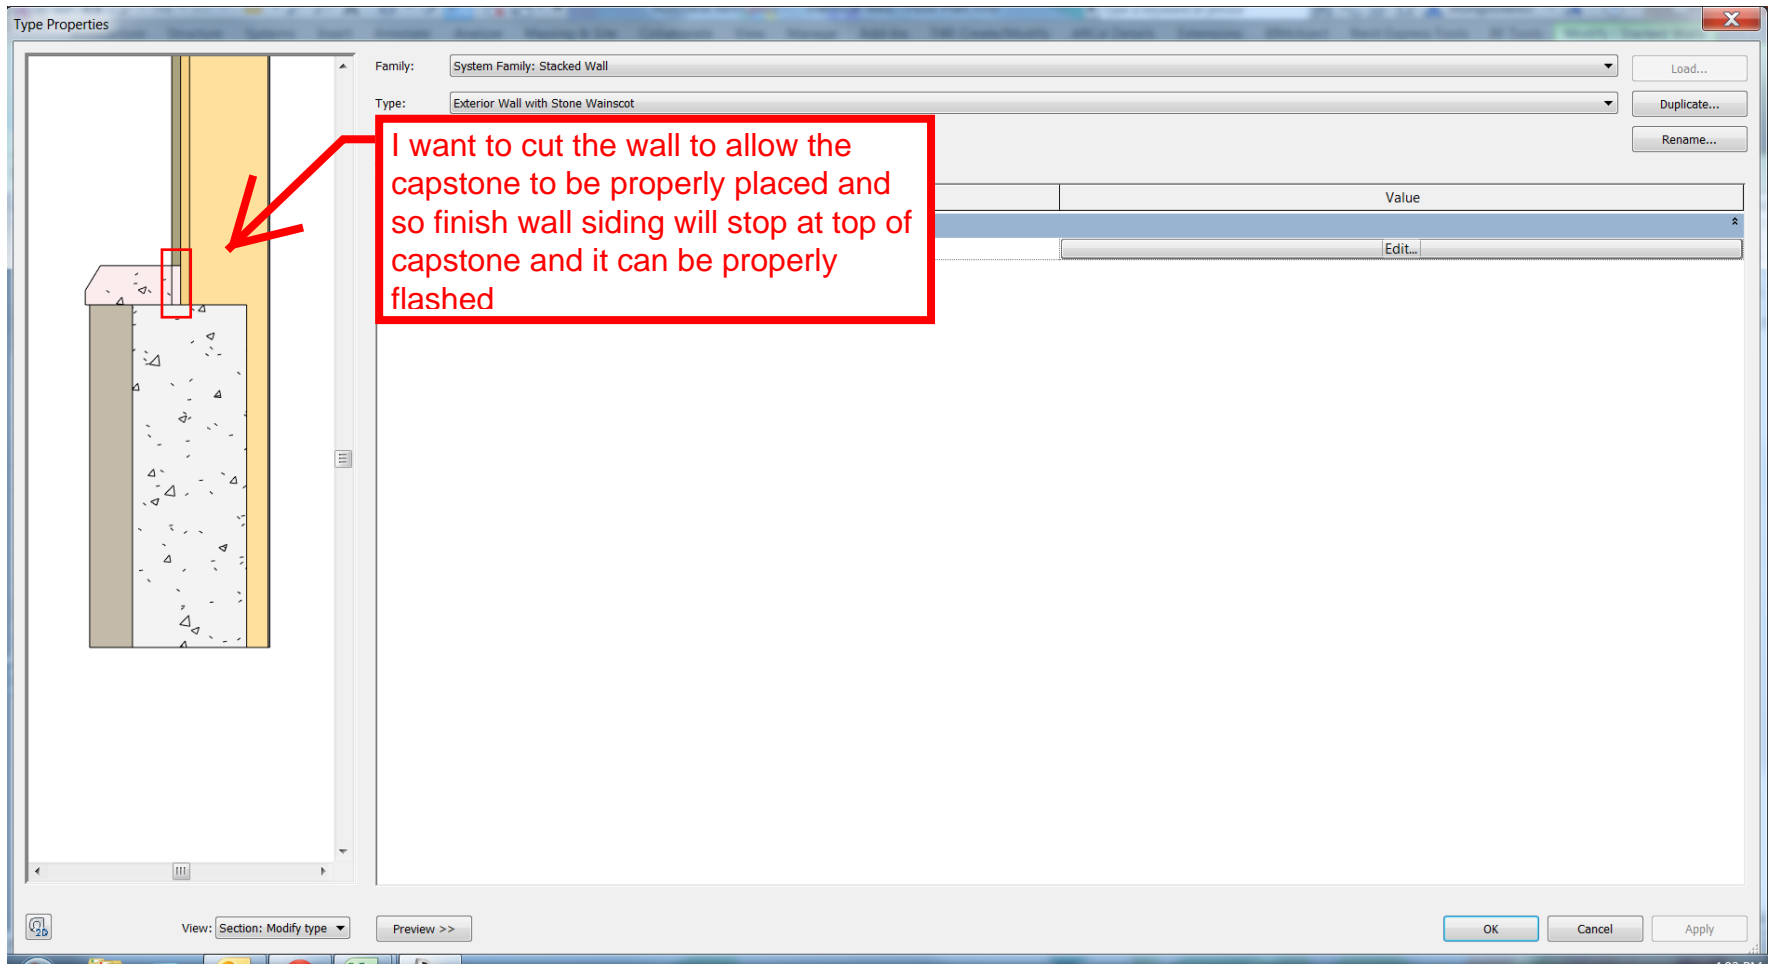 Type Properties
Family:
System Family: Stacked Wall
Load...
Type:
Exterior Wall with Stone Wainscot
Duplicate...
Rename...
I want to cut the wall to allow the
capstone to be properly placed and
so finish wall siding will stop at top of
capstone and it can be properly
flashed
Value
Edit...
View:
Section: Modify type
Preview >>
OK
Cancel
Apply